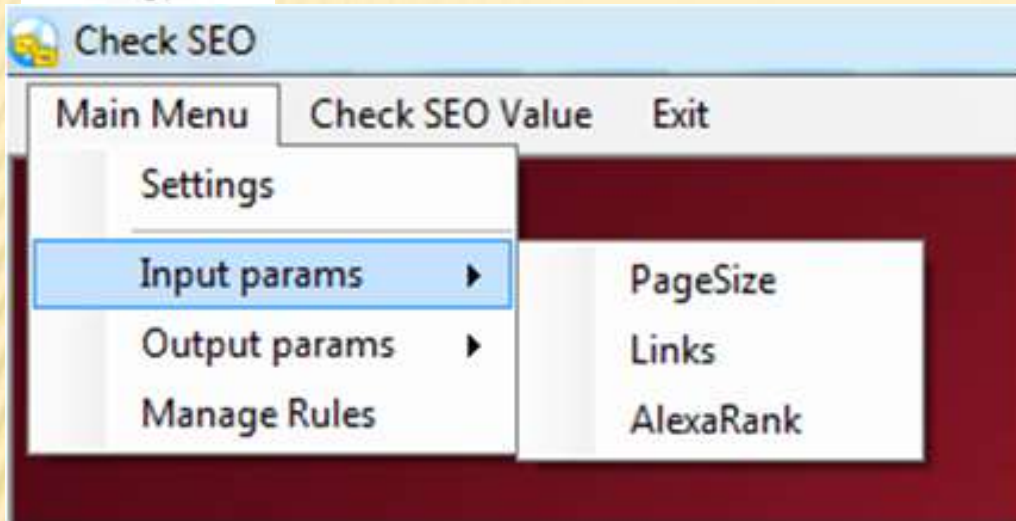 Check SEO
Main Menu Check SEO Value Exit
Settings
Input params
Output params
Manage Rules
PageSize
Links
AlexaRank